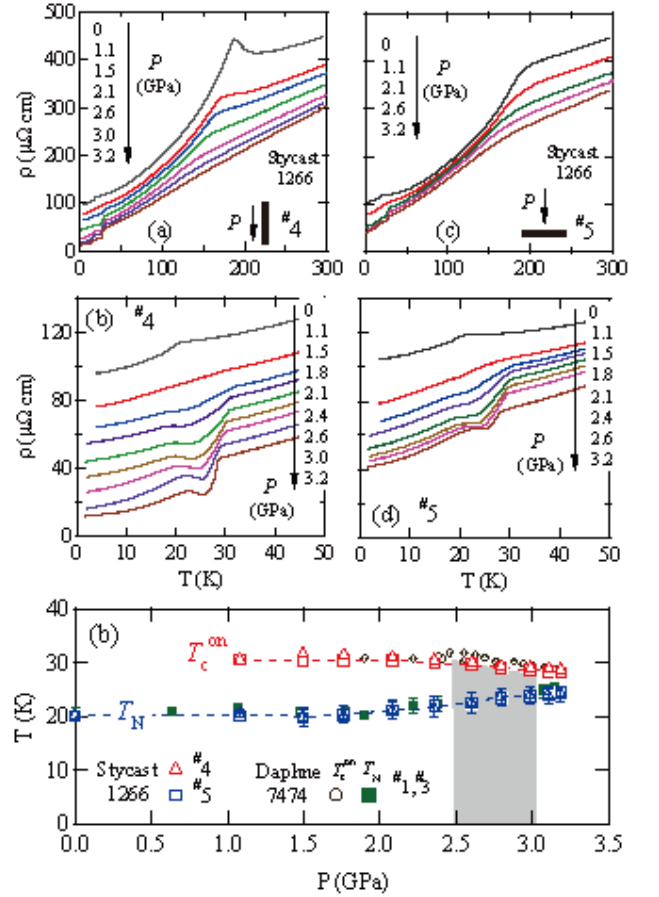 500
400
300
200
100
0
ρ (μΩ cm)
0
1.1
1.5
2.1
2.6
3.0
3.2
P
(GPa)
Stycast
1266
(a)
P
#4
0 100 200 300
0
1.1
2.1
2.6
3.2
P
(GPa)
Stycast
1266
(c)
P
#5
0 100 200 300
(b) #4
120
80
40
0
ρ (μΩ cm)
0
1.1
1.5
1.8
2.1
2.4
2.6
3.0
3.2
P
(GPa)
0 10 20 30 40 50
T (K)
0
1.1
1.5
1.8
2.1
2.4
2.6
3.2
P
(GPa)
(d) #5
0 10 20 30 40 50
T (K)
(b)
40
30
20
10
0
T (K)
Tc on
TN
Stycast
1266
#4
#5
Daphne
7474
Tc on TN
#1, #3
0.0 0.5 1.0 1.5 2.0 2.5 3.0 3.5
P (GPa)